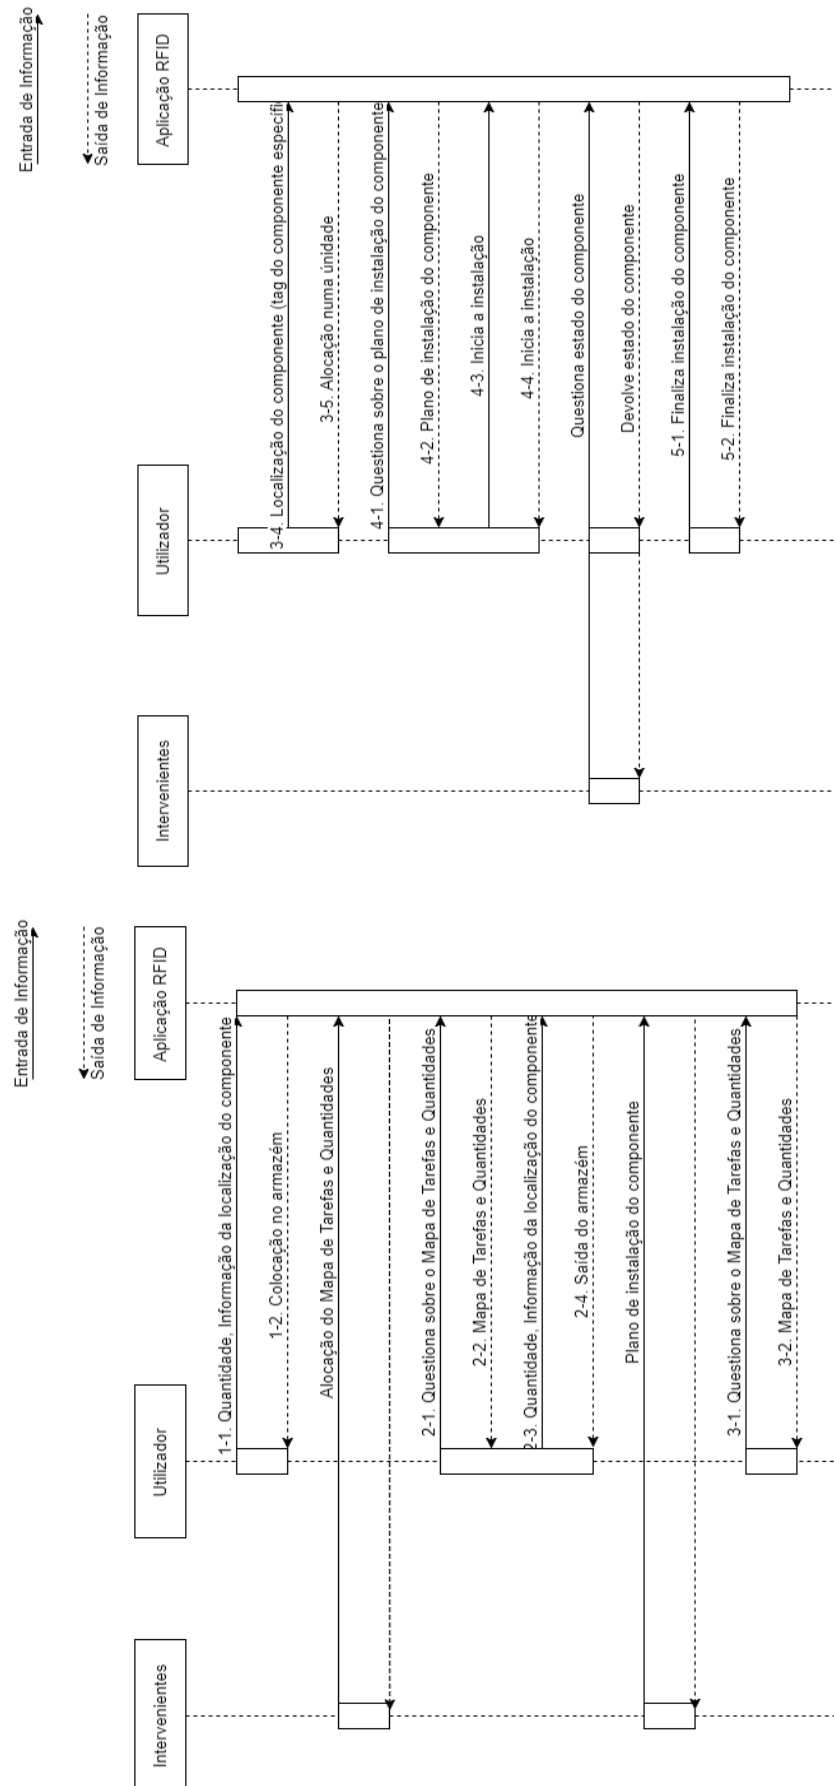 Entrada de Informação
Saída de Informação
Intervenientes
Utilizador
Aplicação RFID
1-1. Quantidade, Informação da localização do componente
1-2. Colocação no armazém
Alocação do Mapa de Tarefas e Quantidades
2-1. Questiona sobre o Mapa de Tarefas e Quantidades
2-2. Mapa de Tarefas e Quantidades
2-3. Quantidade, Informação da localização do componente
2-4. Saída do armazém
Plano de instalação do componente
3-1. Questiona sobre o Mapa de Tarefas e Quantidades
3-2. Mapa de Tarefas e Quantidades
Entrada de Informação
Saída de Informação
Intervenientes
Utilizador
Aplicação RFID
3-4. Localização do componente (tag do componente específi
3-5. Alocação numa únidade
4-1. Questiona sobre o plano de instalação do componente
4-2. Plano de instalação do componente
4-3. Inicia a instalação
4-4. Inicia a instalação
Questiona estado do componente
Devolve estado do componente
5-1. Finaliza instalação do componente
5-2. Finaliza instalação do componente